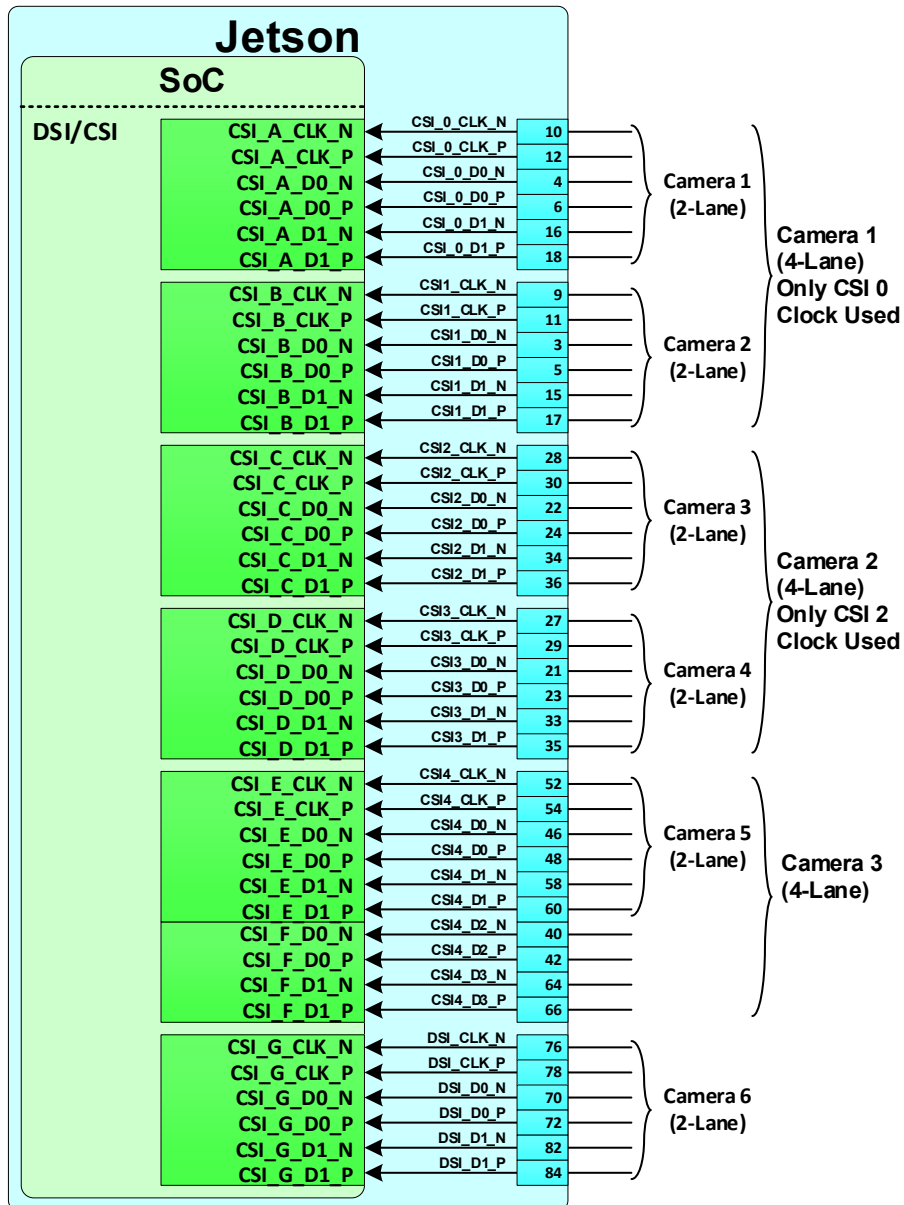 Jetson
SoC
DSI/CSI
CSI_A_CLK_N CSI_0_CLK_N 10
CSI_A_CLK_P CSI_0_CLK_P 12
CSI_A_D0_N CSI_0_D0_N 4
CSI_A_D0_P CSI_0_D0_P 6
CSI_A_D1_N CSI_0_D1_N 16
CSI_A_D1_P CSI_0_D1_P 18
Camera 1
(2-Lane)
CSI_B_CLK_N CSI1_CLK_N 9
CSI_B_CLK_P CSI1_CLK_P 11
CSI_B_D0_N CSI1_D0_N 3
CSI_B_D0_P CSI1_D0_P 5
CSI_B_D1_N CSI1_D1_N 15
CSI_B_D1_P CSI1_D1_P 17
Camera 2
(2-Lane)
Camera 1
(4-Lane)
Only CSI 0
Clock Used
CSI_C_CLK_N CSI2_CLK_N 28
CSI_C_CLK_P CSI2_CLK_P 30
CSI_C_D0_N CSI2_D0_N 22
CSI_C_D0_P CSI2_D0_P 24
CSI_C_D1_N CSI2_D1_N 34
CSI_C_D1_P CSI2_D1_P 36
Camera 3
(2-Lane)
CSI_D_CLK_N CSI3_CLK_N 27
CSI_D_CLK_P CSI3_CLK_P 29
CSI_D_D0_N CSI3_D0_N 21
CSI_D_D0_P CSI3_D0_P 23
CSI_D_D1_N CSI3_D1_N 33
CSI_D_D1_P CSI3_D1_P 35
Camera 4
(2-Lane)
Camera 2
(4-Lane)
Only CSI 2
Clock Used
CSI_E_CLK_N CSI4_CLK_N 52
CSI_E_CLK_P CSI4_CLK_P 54
CSI_E_D0_N CSI4_D0_N 46
CSI_E_D0_P CSI4_D0_P 48
CSI_E_D1_N CSI4_D1_N 58
CSI_E_D1_P CSI4_D1_P 60
Camera 5
(2-Lane)
CSI_F_D0_N CSI4_D2_N 40
CSI_F_D0_P CSI4_D2_P 42
CSI_F_D1_N CSI4_D3_N 64
CSI_F_D1_P CSI4_D3_P 66
Camera 3
(4-Lane)
CSI_G_CLK_N DSI_CLK_N 76
CSI_G_CLK_P DSI_CLK_P 78
CSI_G_D0_N DSI_D0_N 70
CSI_G_D0_P DSI_D0_P 72
CSI_G_D1_N DSI_D1_N 82
CSI_G_D1_P DSI_D1_P 84
Camera 6
(2-Lane)